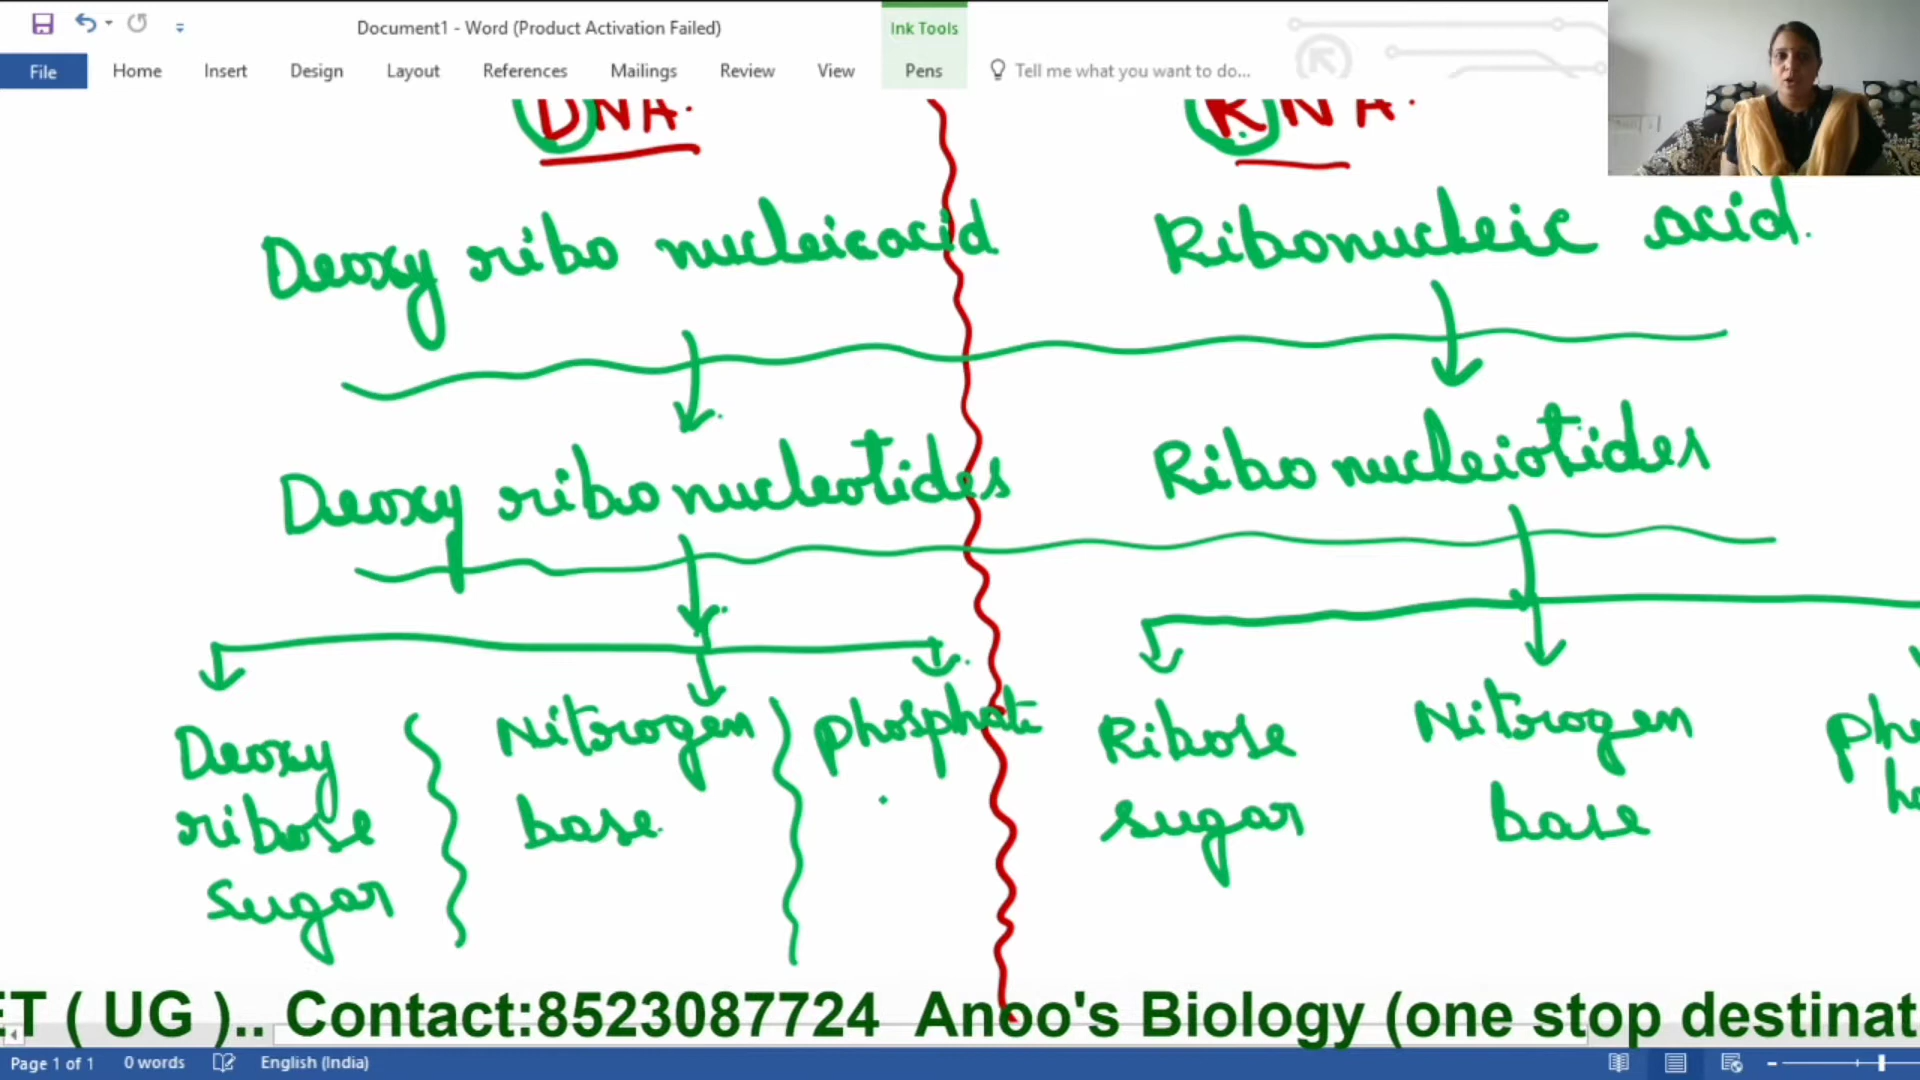 Document1 - Word (Product Activation Failed)
Ink Tools
File Home Insert Design Layout References Mailings Review View Pens Tell me what you want to do...
DNA. RNA.
Deoxy ribo nucleicacid
Ribonucleic acid.
Deoxy ribo nucleotides
Ribo nucleiotides
Deoxy
ribose
sugar
Nitrogen
base.
phosphate
Ribose
sugar
Nitrogen
base
ET ( UG ).. Contact:8523087724 Anoo's Biology (one stop destinat
Page 1 of 1 0 words English (India)